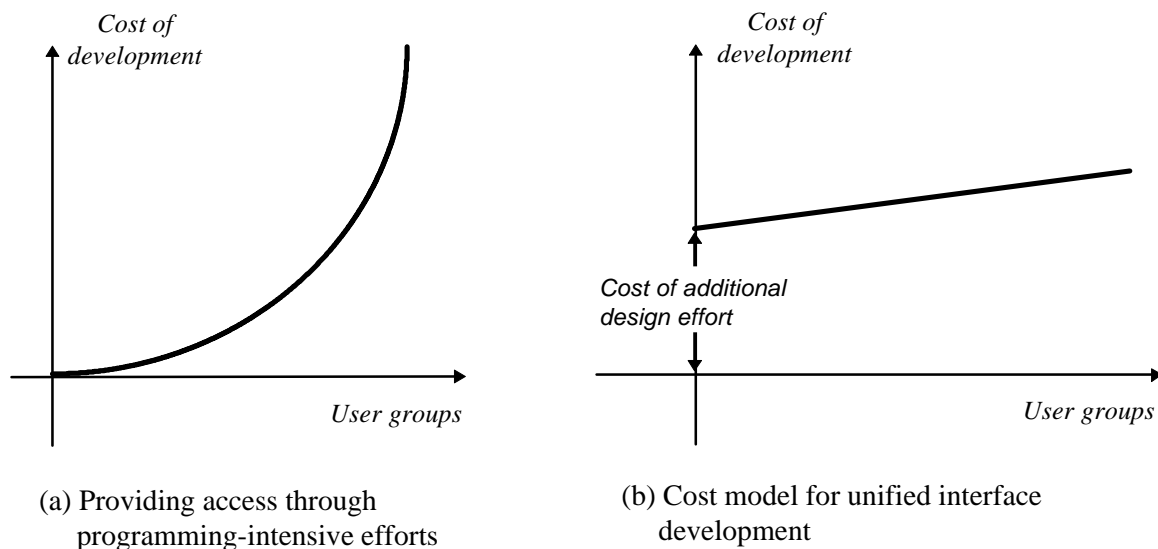 Cost of
development
User groups
(a) Providing access through
programming-intensive efforts
Cost of
development
Cost of additional
design effort
User groups
(b) Cost model for unified interface
development